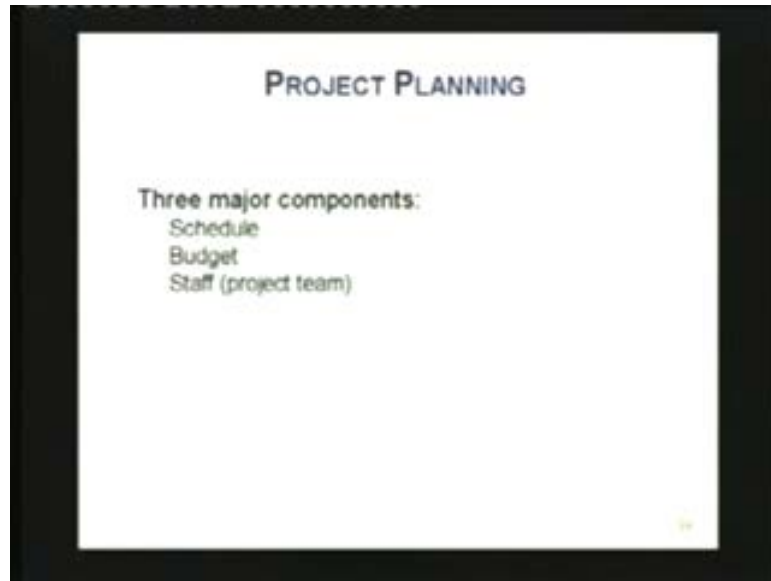 PROJECT PLANNING
Three major components:
Schedule
Budget
Staff (project team)